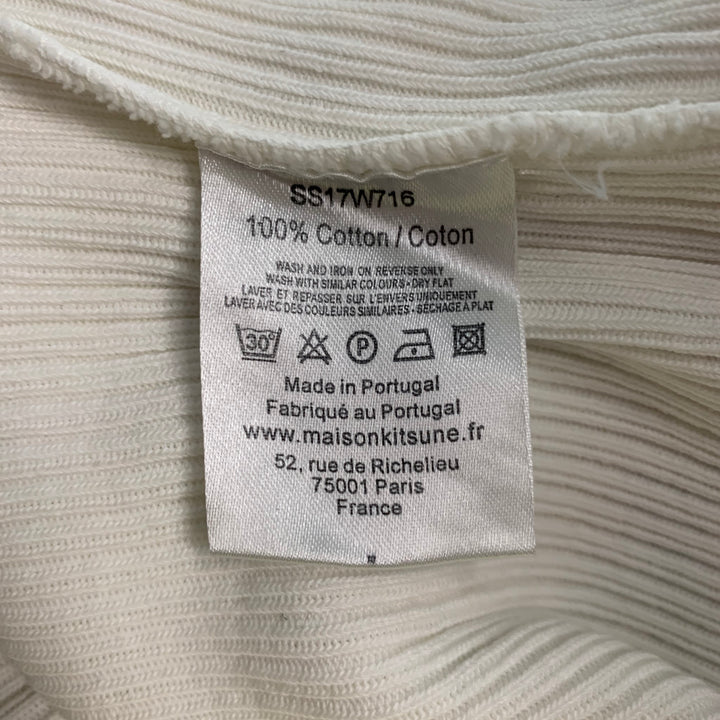 SS17W716
100% Cotton / Coton
WASH AND IRON ON REVERSE ONLY
WASH WITH SIMILAR COLOURS - DRY FLAT
LAVER ET REPASSER SUR L'ENVERS UNIQUEMENT
LAVER AVEC DES COULEURS SIMILAIRES - SÉCHAGE À PLAT
30° P
Made in Portugal
Fabriqué au Portugal
www.maisonkitsune.fr
52, rue de Richelieu
75001 Paris
France